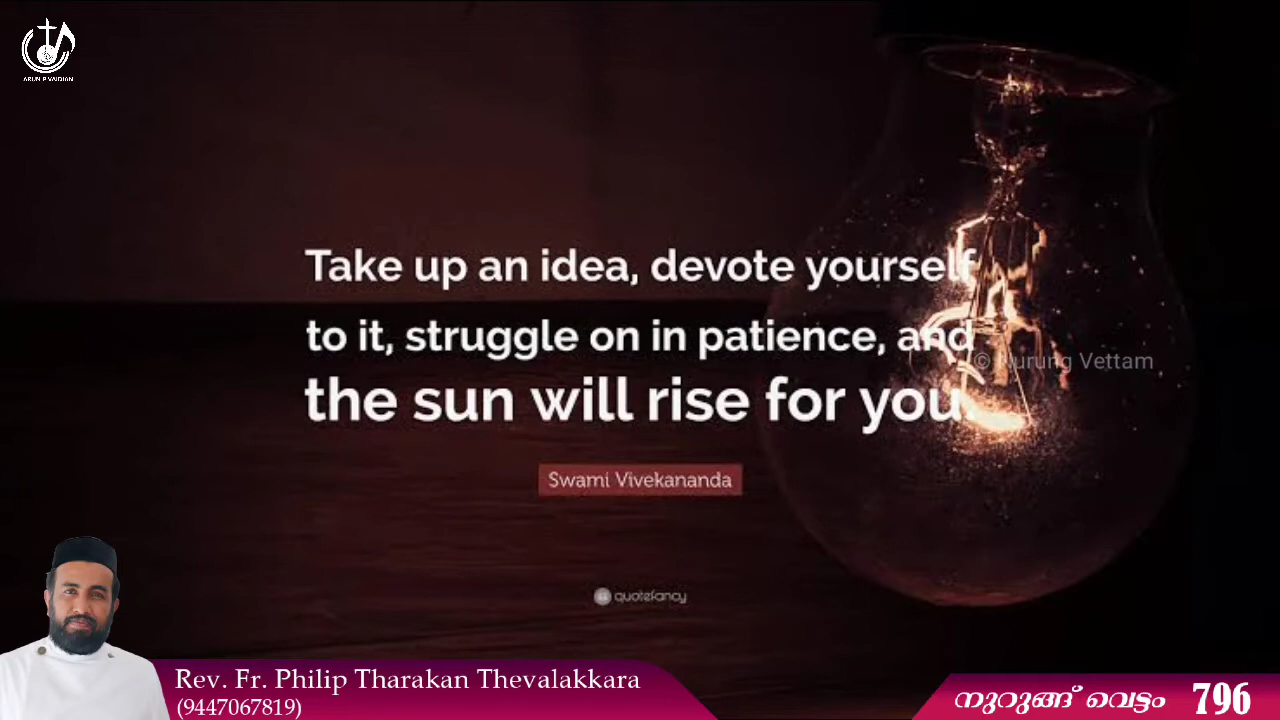 ARUN P VAIDIAN
Take up an idea, devote yourself
to it, struggle on in patience, and
the sun will rise for you.
© Nurung Vettam
Swami Vivekananda
quotefancy
Rev. Fr. Philip Tharakan Thevalakkara
(9447067819)
നുറുങ്ങ് വെട്ടം 796